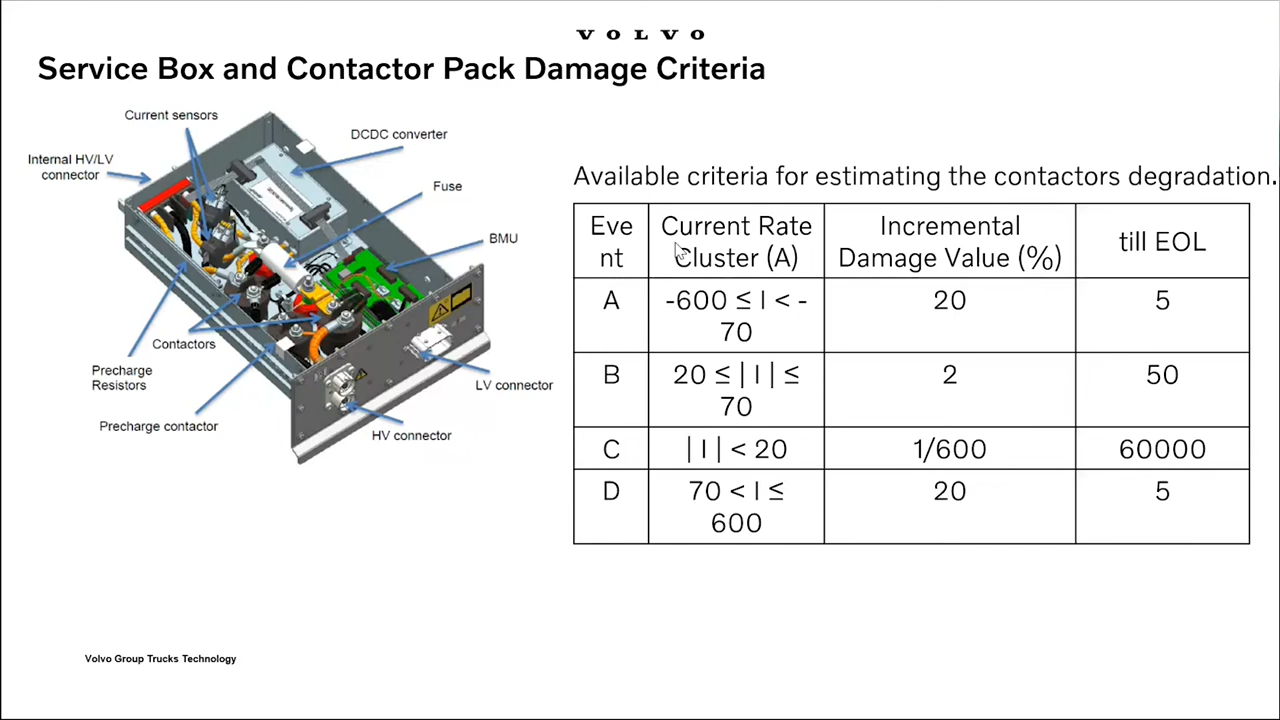 VOLVO
Service Box and Contactor Pack Damage Criteria
Current sensors
DCDC converter
Internal HV/LV
connector
Fuse
BMU
Contactors
Precharge
Resistors
LV connector
Precharge contactor
HV connector
Available criteria for estimating the contactors degradation.
Eve
nt
Current Rate
Cluster (A)
Incremental
Damage Value (%)
till EOL
A
-600 ≤ I < -
70
20
5
B
20 ≤ | I | ≤
70
2
50
C
| I | < 20
1/600
60000
D
70 < I ≤
600
20
5
Volvo Group Trucks Technology